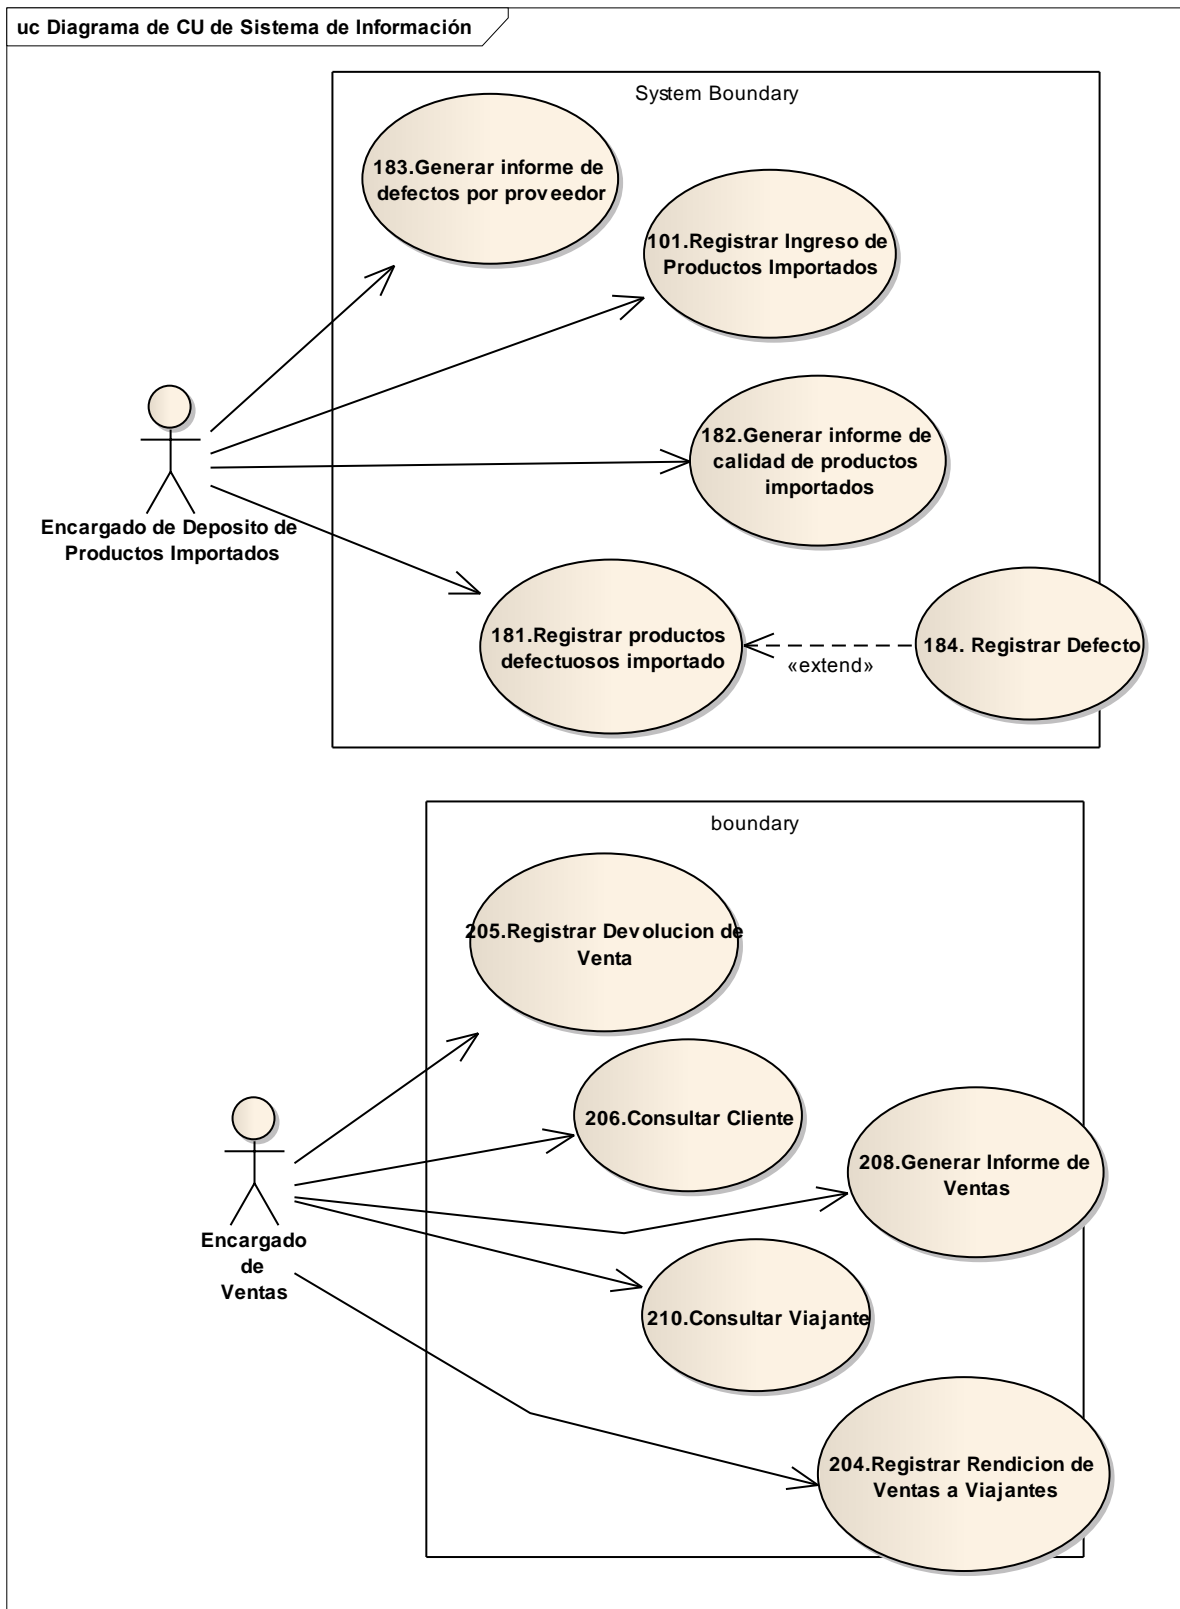 uc Diagrama de CU de Sistema de Información
System Boundary
183.Generar informe de
defectos por proveedor
101.Registrar Ingreso de
Productos Importados
182.Generar informe de
calidad de productos
importados
Encargado de Deposito de
Productos Importados
181.Registrar productos
defectuosos importado
«extend»
184. Registrar Defecto
boundary
205.Registrar Devolucion de
Venta
206.Consultar Cliente
208.Generar Informe de
Ventas
Encargado
de
Ventas
210.Consultar Viajante
204.Registrar Rendicion de
Ventas a Viajantes